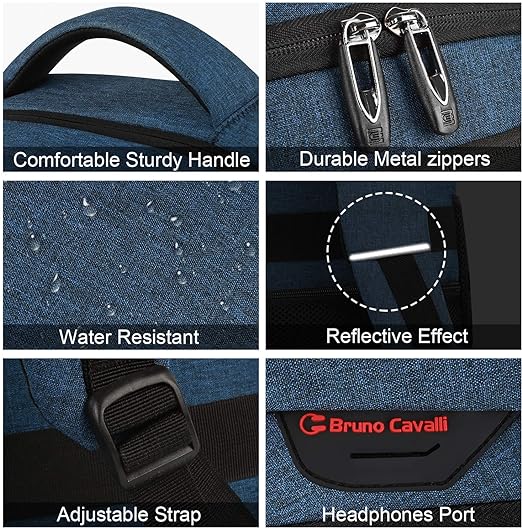 Comfortable Sturdy Handle
Durable Metal zippers
Water Resistant
Reflective Effect
Bruno Cavalli
Adjustable Strap
Headphones Port